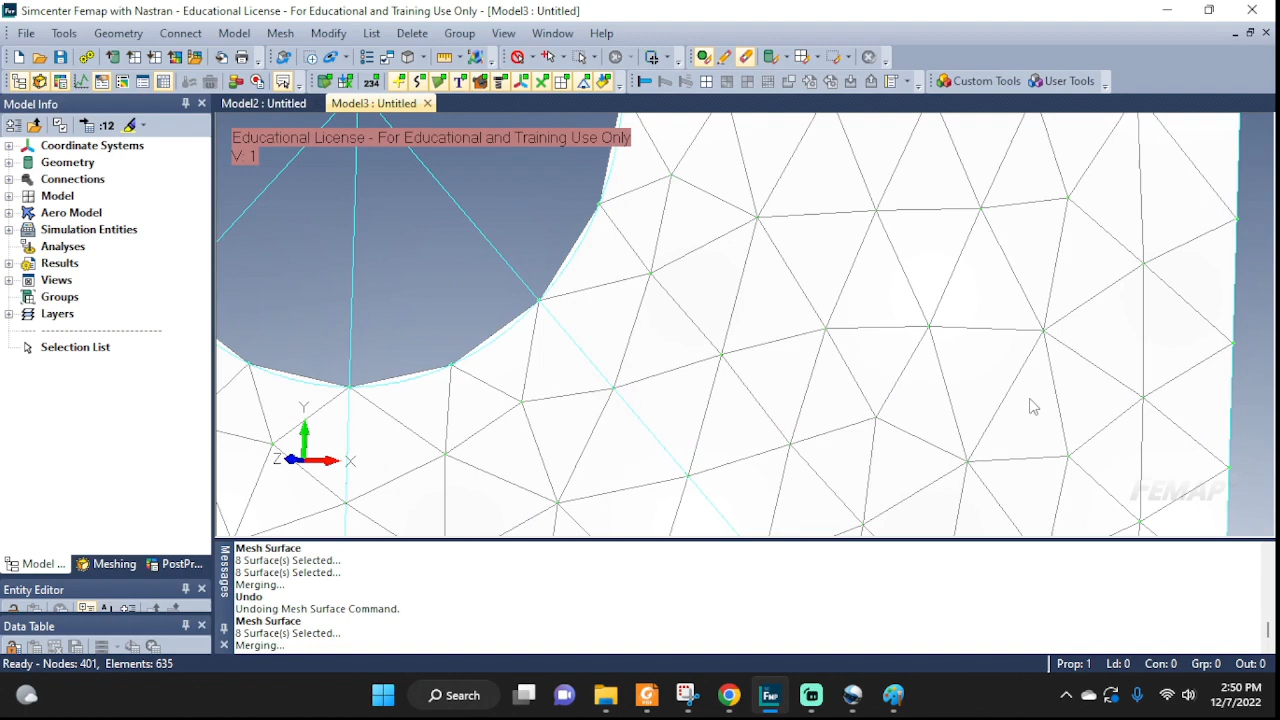 Simcenter Femap with Nastran - Educational License - For Educational and Training Use Only - [Model3 : Untitled]
File Tools Geometry Connect Model Mesh Modify List Delete Group View Window Help
234
Custom Tools User Tools
Model Info
Model2 : Untitled Model3 : Untitled
:12
Coordinate Systems
Geometry
Connections
Model
Aero Model
Simulation Entities
Analyses
Results
Views
Groups
Layers
Selection List
Educational License - For Educational and Training Use Only
V: 1
Y
Z X
FEMAP
Model ... Meshing PostPr...
Entity Editor
Data Table
Messages
Mesh Surface
8 Surface(s) Selected...
8 Surface(s) Selected...
Merging...
Undo
Undoing Mesh Surface Command.
Mesh Surface
8 Surface(s) Selected...
Merging...
Ready - Nodes: 401, Elements: 635
Prop: 1 Ld: 0 Con: 0 Grp: 0 Out: 0
Search
2:50 PM
12/7/2022